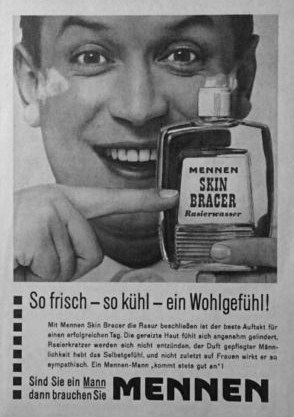 MENNEN
SKIN
BRACER
Rasierwasser
So frisch – so kühl – ein Wohlgefühl!
Mit Mennen Skin Bracer die Rasur beschließen ist der beste Auftakt für
einen erfolgreichen Tag. Die gereizte Haut fühlt sich angenehm gelindert,
Rasierkratzer werden sich nicht entzünden, der Duft gepflegter Männ-
lichkeit hebt das Selbstgefühl, und nicht zuletzt auf Frauen wirkt er so
sympathisch. Ein Mennen-Mann „kommt stets gut an“!
Sind Sie ein Mann
dann brauchen Sie
MENNEN